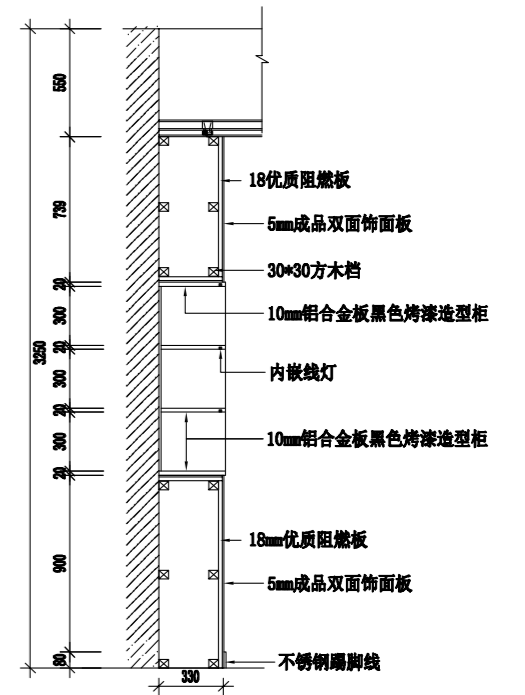 550
18优质阻燃板
739
5mm成品双面饰面板
30*30方木档
20
300
10mm铝合金板黑色烤漆造型柜
3250
20
内嵌线灯
300
20
300
10mm铝合金板黑色烤漆造型柜
20
18mm优质阻燃板
900
5mm成品双面饰面板
80
不锈钢踢脚线
330